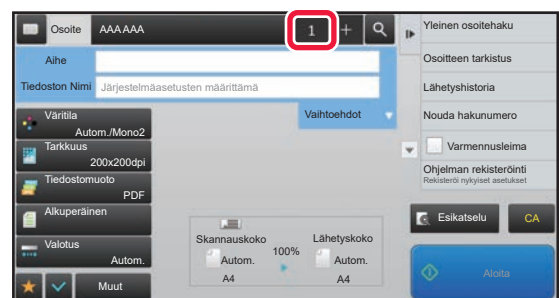 Osoite AAA AAA 1 +
Aihe
Tiedoston Nimi Järjestelmäasetusten määrittämä
Vaihtoehdot
Väritila
Autom./Mono2
Tarkkuus
200x200dpi
Tiedostomuoto
PDF
Alkuperäinen
Valotus
Autom.
Muut
Skannauskoko
Autom.
A4
100%
Lähetyskoko
Autom.
A4
Yleinen osoitehaku
Osoitteen tarkistus
Lähetyshistoria
Nouda hakunumero
Varmennusleima
Ohjelman rekisteröinti
Rekisteröi nykyiset asetukset
Esikatselu
CA
Aloita